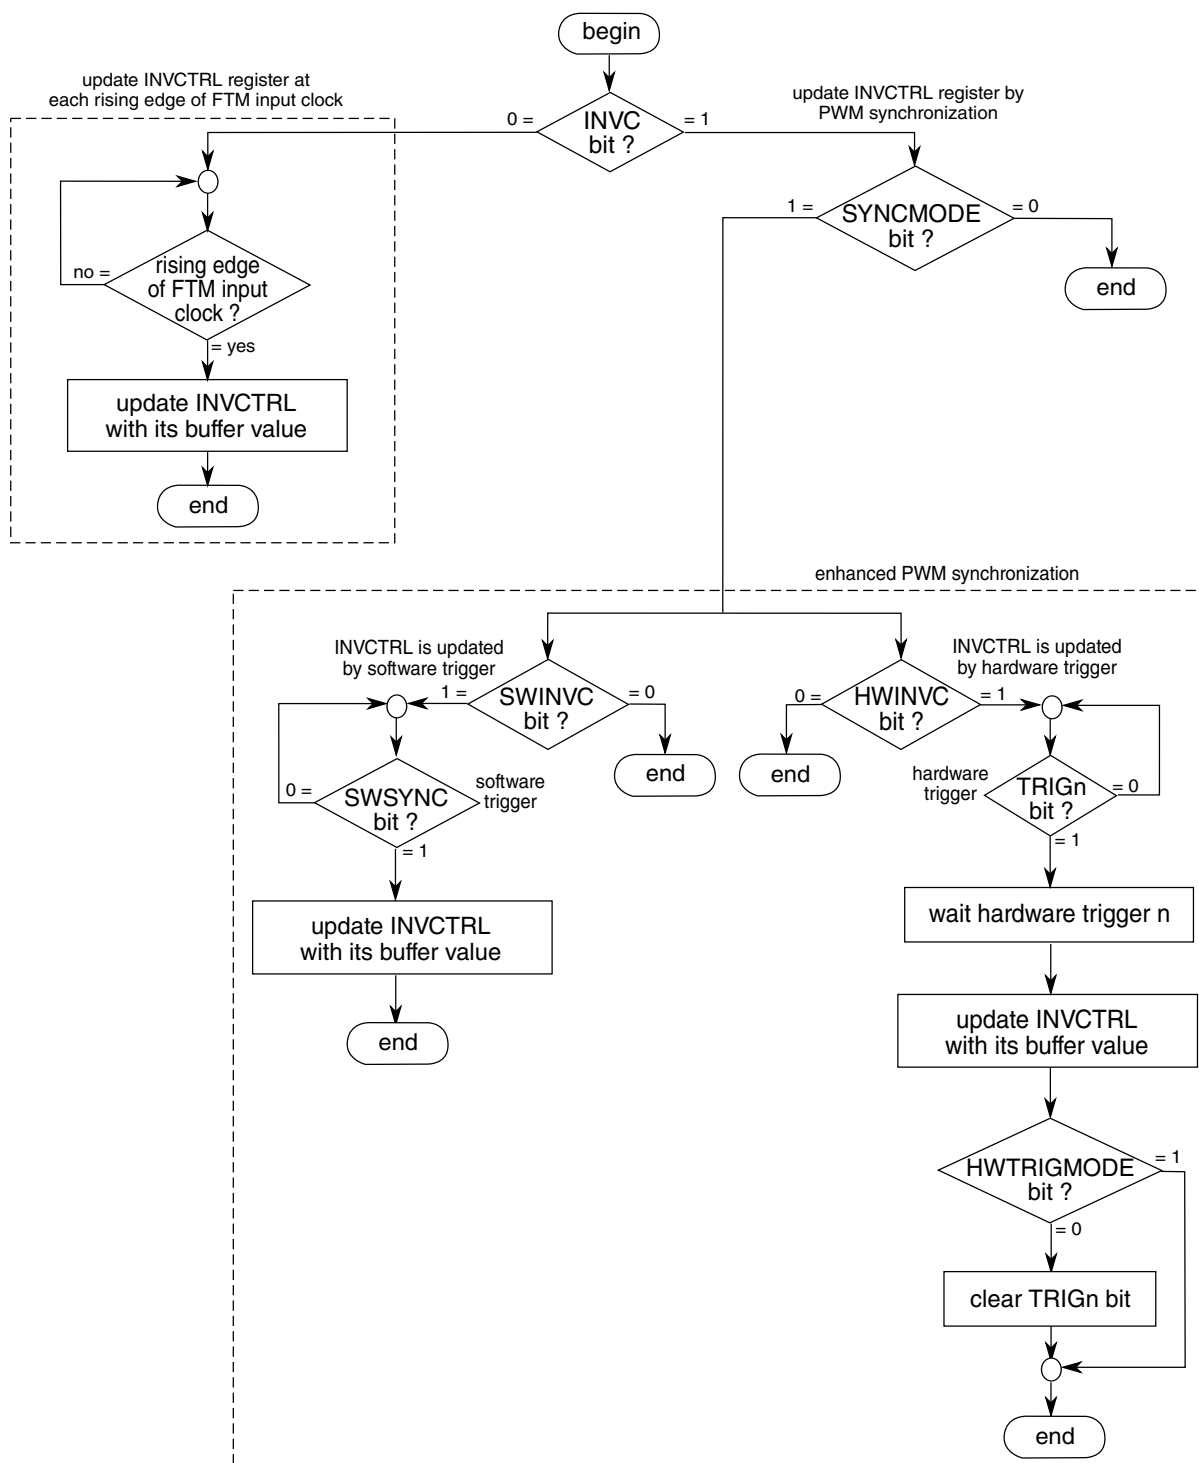 begin
update INVCTRL register at
each rising edge of FTM input clock
update INVCTRL register by
PWM synchronization
0 =
INVC
bit ?
= 1
1 =
SYNCMODE
bit ?
= 0
end
no =
rising edge
of FTM input
clock ?
= yes
update INVCTRL
with its buffer value
end
enhanced PWM synchronization
INVCTRL is updated
by software trigger
1 =
SWINVC
bit ?
= 0
end
0 =
SWSYNC
bit ?
software
trigger
= 1
update INVCTRL
with its buffer value
end
INVCTRL is updated
by hardware trigger
0 =
HWINVC
bit ?
= 1
end
hardware
trigger
TRIGn
bit ?
= 0
= 1
wait hardware trigger n
update INVCTRL
with its buffer value
HWTRIGMODE
bit ?
= 1
= 0
clear TRIGn bit
end